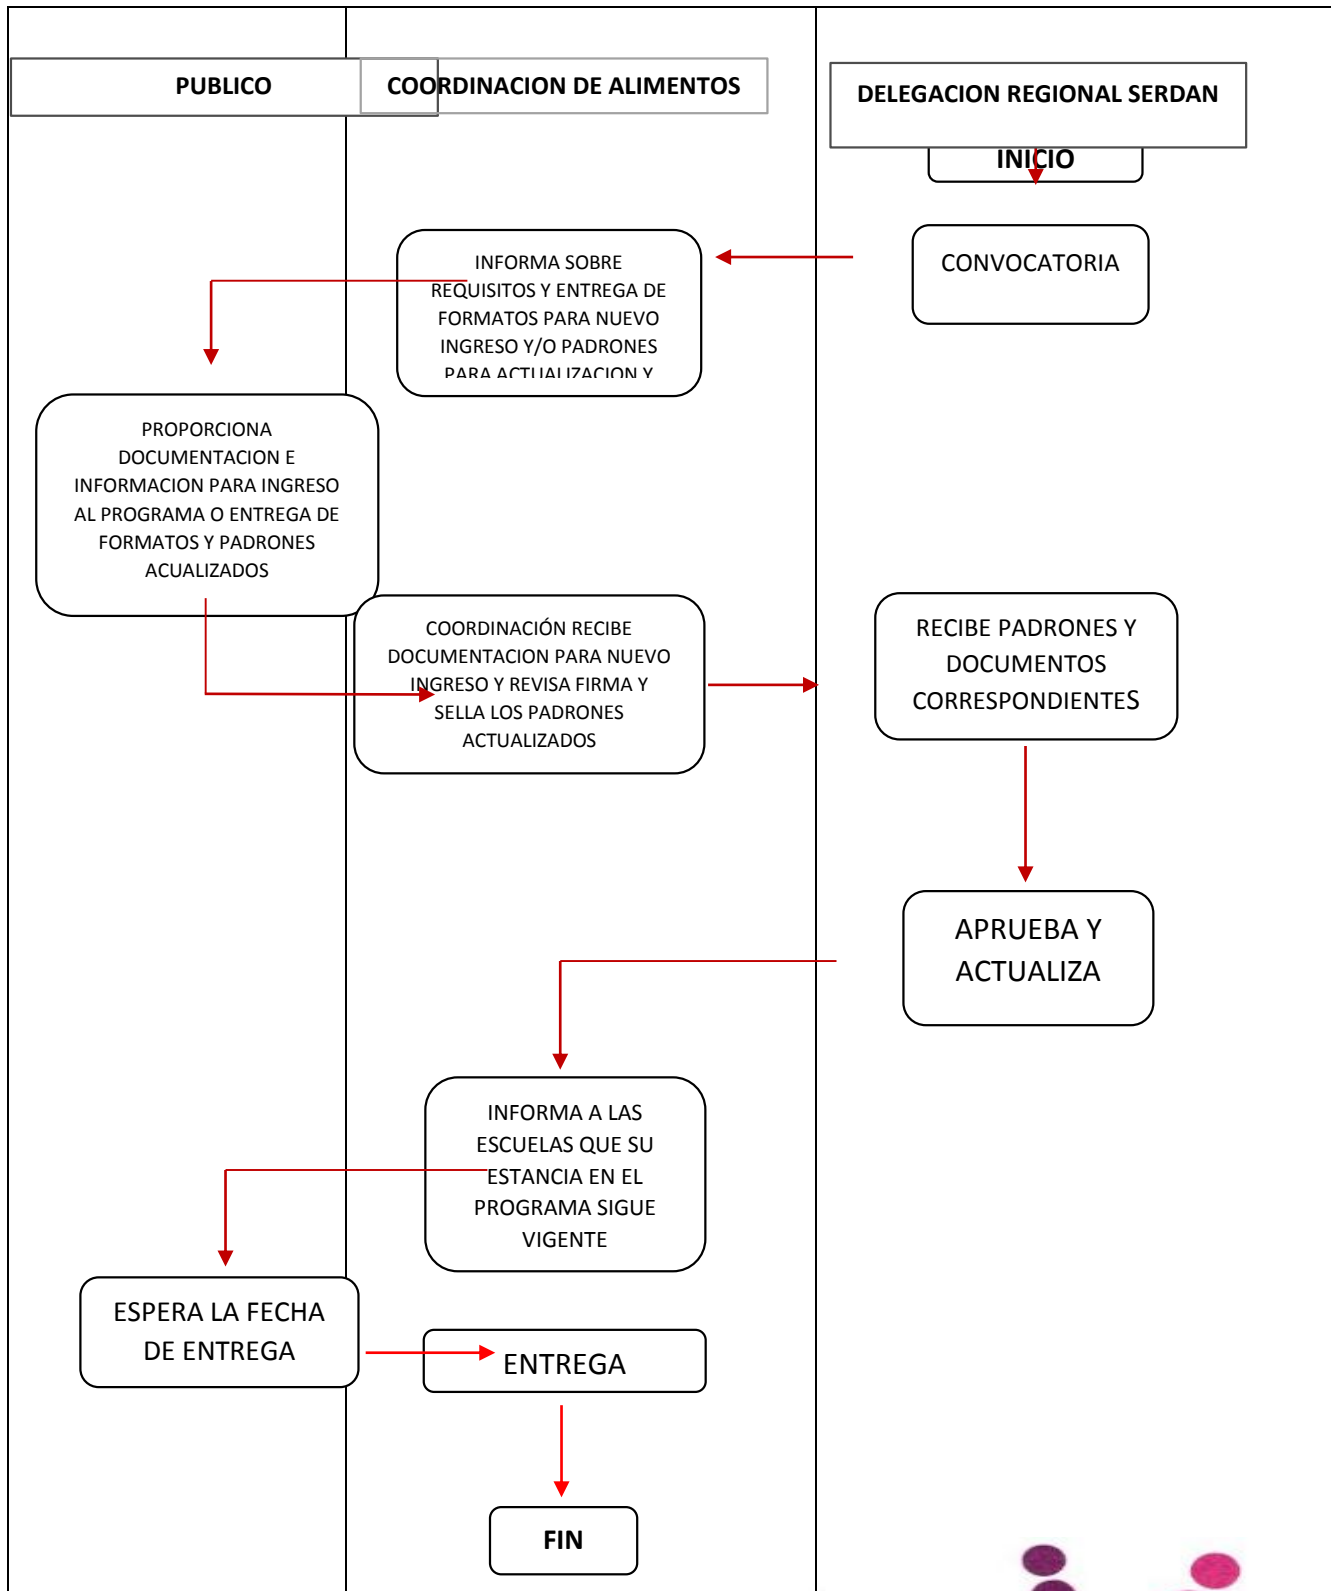 PUBLICO
COORDINACION DE ALIMENTOS
DELEGACION REGIONAL SERDAN
INICIO
CONVOCATORIA
INFORMA SOBRE
REQUISITOS Y ENTREGA DE
FORMATOS PARA NUEVO
INGRESO Y/O PADRONES
PARA ACTUALIZACION Y
PROPORCIONA
DOCUMENTACION E
INFORMACION PARA INGRESO
AL PROGRAMA O ENTREGA DE
FORMATOS Y PADRONES
ACUALIZADOS
COORDINACIÓN RECIBE
DOCUMENTACION PARA NUEVO
INGRESO Y REVISA FIRMA Y
SELLA LOS PADRONES
ACTUALIZADOS
RECIBE PADRONES Y
DOCUMENTOS
CORRESPONDIENTES
APRUEBA Y
ACTUALIZA
INFORMA A LAS
ESCUELAS QUE SU
ESTANCIA EN EL
PROGRAMA SIGUE
VIGENTE
ESPERA LA FECHA
DE ENTREGA
ENTREGA
FIN